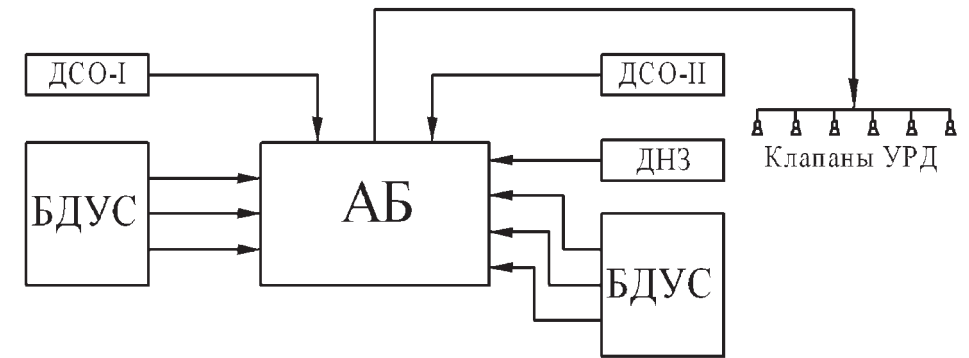 ДСО-I
ДСО-II
БДУС
АБ
ДНЗ
Клапаны УРД
БДУС